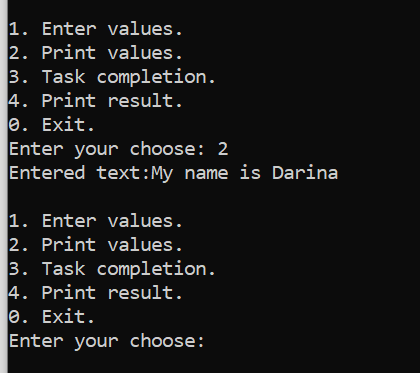 1. Enter values.
2. Print values.
3. Task completion.
4. Print result.
0. Exit.
Enter your choose: 2
Entered text:My name is Darina
1. Enter values.
2. Print values.
3. Task completion.
4. Print result.
0. Exit.
Enter your choose: